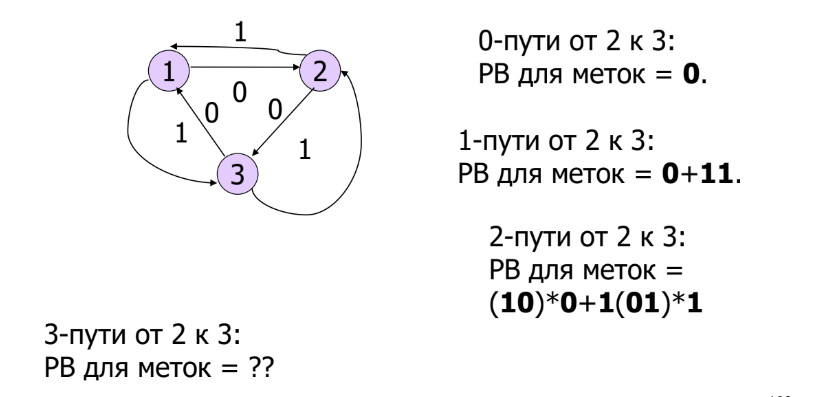 1
1
2
0
0
0
1
1
3
0-пути от 2 к 3:
РВ для меток = 0.
1-пути от 2 к 3:
РВ для меток = 0+11.
2-пути от 2 к 3:
РВ для меток =
(10)*0+1(01)*1
3-пути от 2 к 3:
РВ для меток = ??